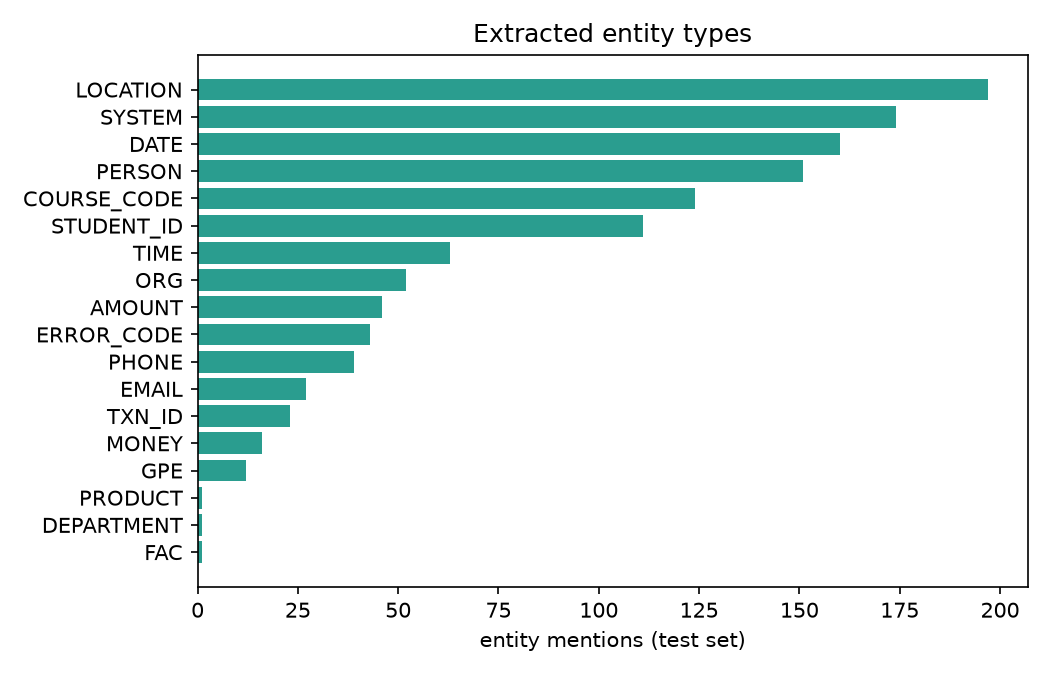 Extracted entity types
LOCATION
SYSTEM
DATE
PERSON
COURSE_CODE
STUDENT_ID
TIME
ORG
AMOUNT
ERROR_CODE
PHONE
EMAIL
TXN_ID
MONEY
GPE
PRODUCT
DEPARTMENT
FAC
0 25 50 75 100 125 150 175 200
entity mentions (test set)